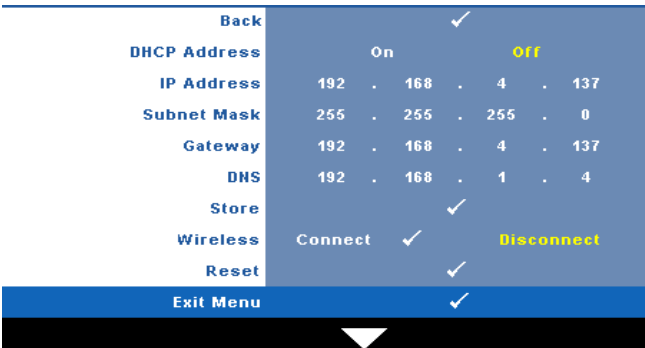 Back ✓
DHCP Address On Off
IP Address 192 . 168 . 4 . 137
Subnet Mask 255 . 255 . 255 . 0
Gateway 192 . 168 . 4 . 137
DNS 192 . 168 . 1 . 4
Store ✓
Wireless Connect ✓ Disconnect
Reset ✓
Exit Menu ✓